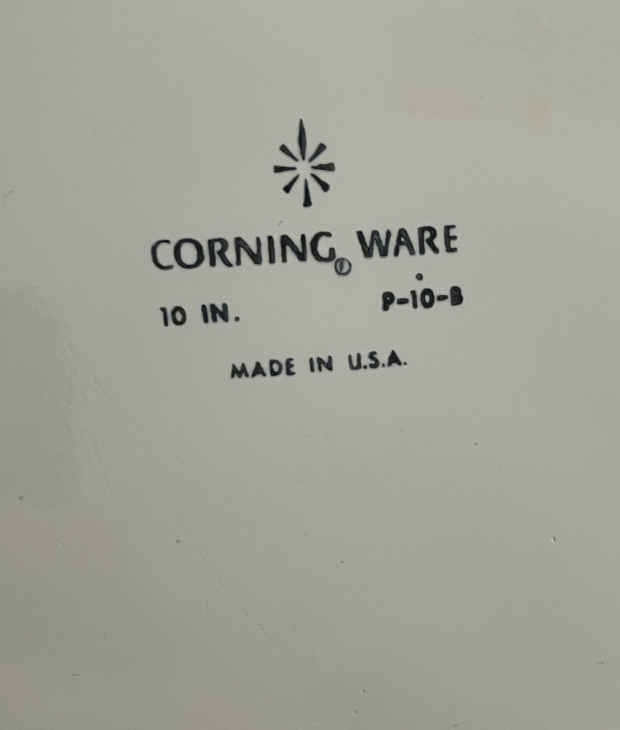 CORNING® WARE
10 IN. P-10-B
MADE IN U.S.A.